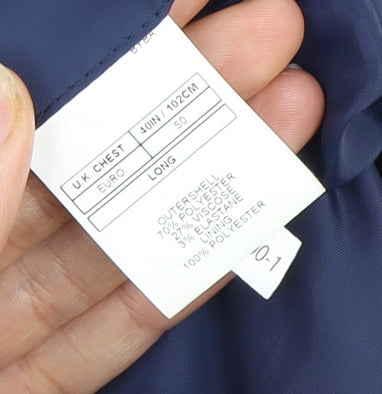 U.K. CHEST 40IN / 102CM
EURO 50
LONG
OUTERSHELL
70% POLYESTER
27% VISCOSE
3% ELASTANE
LINING
100% POLYESTER